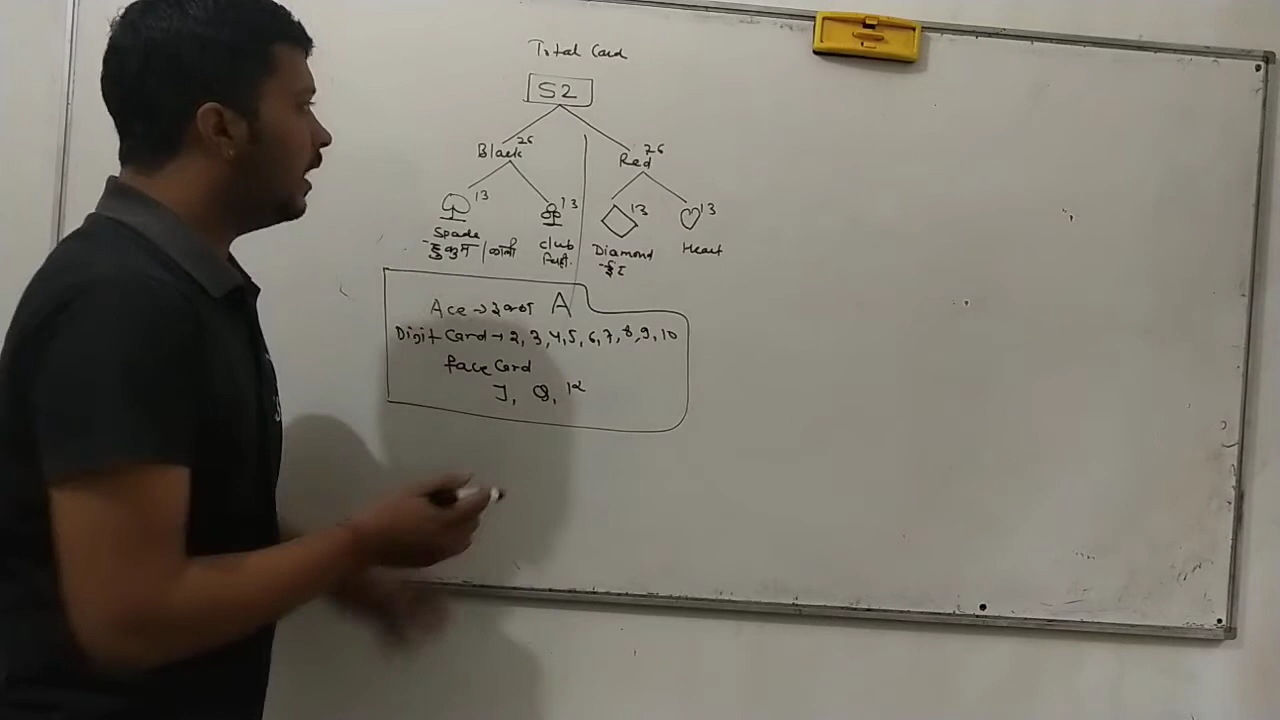 Total Card
52
Black 26
Red 26
13
13
13
13
Spade
club
Diamond
Heart
हुकुम / काली
चिड़ी
ईंट
Ace → इक्का A
Digit Card → 2, 3, 4, 5, 6, 7, 8, 9, 10
face Card
J, Q, K